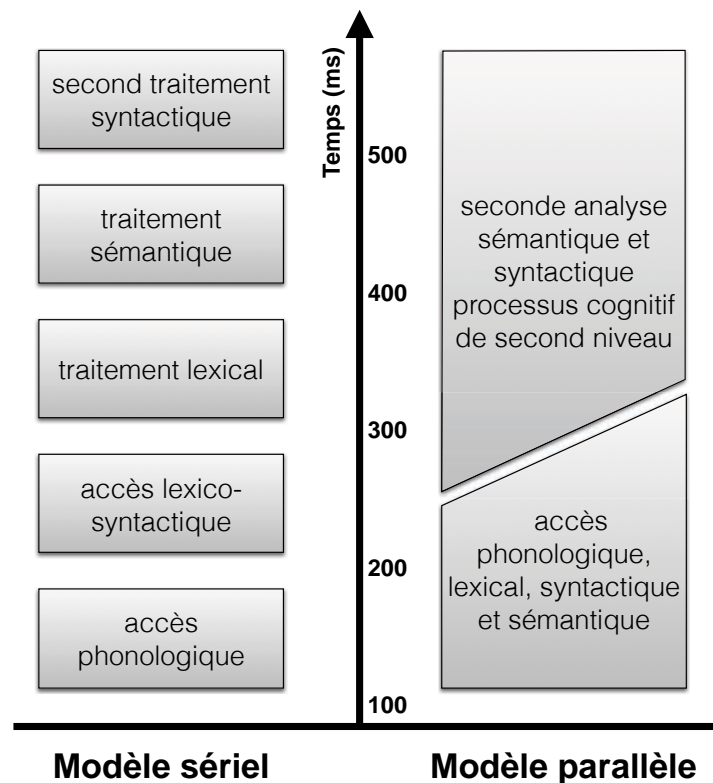 second traitement
syntactique
traitement
sémantique
traitement lexical
accès lexico-
syntactique
accès
phonologique
Temps (ms)
500
400
300
200
100
seconde analyse
sémantique et
syntactique
processus cognitif
de second niveau
accès
phonologique,
lexical, syntactique
et sémantique
Modèle sériel
Modèle parallèle